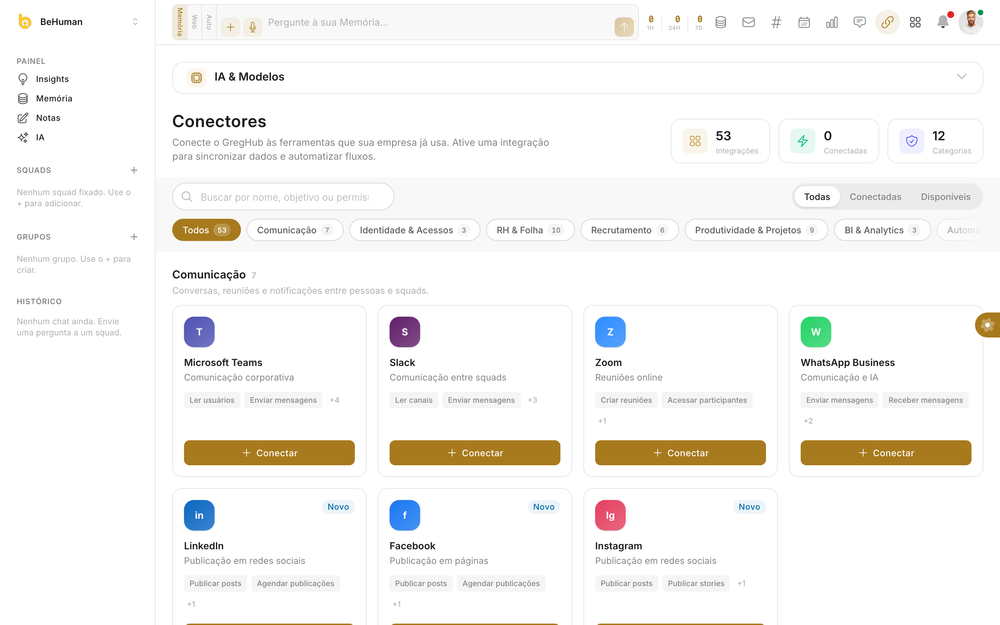 BeHuman
PAINEL
Insights
Memória
Notas
IA
SQUADS
Nenhum squad fixado. Use o
+ para adicionar.
GRUPOS
Nenhum grupo. Use o + para
criar.
HISTÓRICO
Nenhum chat ainda. Envie
uma pergunta a um squad.
Memória
Web
Auto
Pergunte à sua Memória...
0 0 0
1H 24H 7D
IA & Modelos
Conectores
Conecte o GregHub às ferramentas que sua empresa já usa. Ative uma integração
para sincronizar dados e automatizar fluxos.
53
Integrações
0
Conectadas
12
Categorias
Buscar por nome, objetivo ou permis
Todas Conectadas Disponíveis
Todos 53 Comunicação 7 Identidade & Acessos 3 RH & Folha 10 Recrutamento 6 Produtividade & Projetos 9 BI & Analytics 3 Automa
Comunicação 7
Conversas, reuniões e notificações entre pessoas e squads.
T
Microsoft Teams
Comunicação corporativa
Ler usuários Enviar mensagens +4
+ Conectar
S
Slack
Comunicação entre squads
Ler canais Enviar mensagens +3
+ Conectar
Z
Zoom
Reuniões online
Criar reuniões Acessar participantes
+1
+ Conectar
W
WhatsApp Business
Comunicação e IA
Enviar mensagens Receber mensagens
+2
+ Conectar
in Novo
LinkedIn
Publicação em redes sociais
Publicar posts Agendar publicações
+1
f Novo
Facebook
Publicação em páginas
Publicar posts Agendar publicações
+1
Ig Novo
Instagram
Publicação em redes sociais
Publicar posts Publicar stories +1